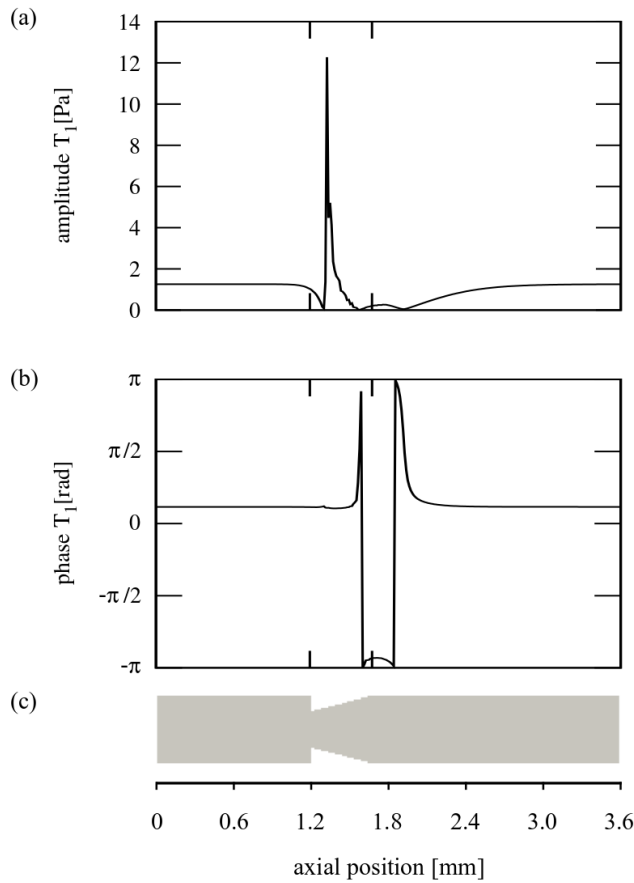 (a)
amplitude T₁[Pa]
14
12
10
8
6
4
2
0
(b)
phase T₁[rad]
π
π/2
0
-π/2
-π
(c)
0 0.6 1.2 1.8 2.4 3.0 3.6
axial position [mm]